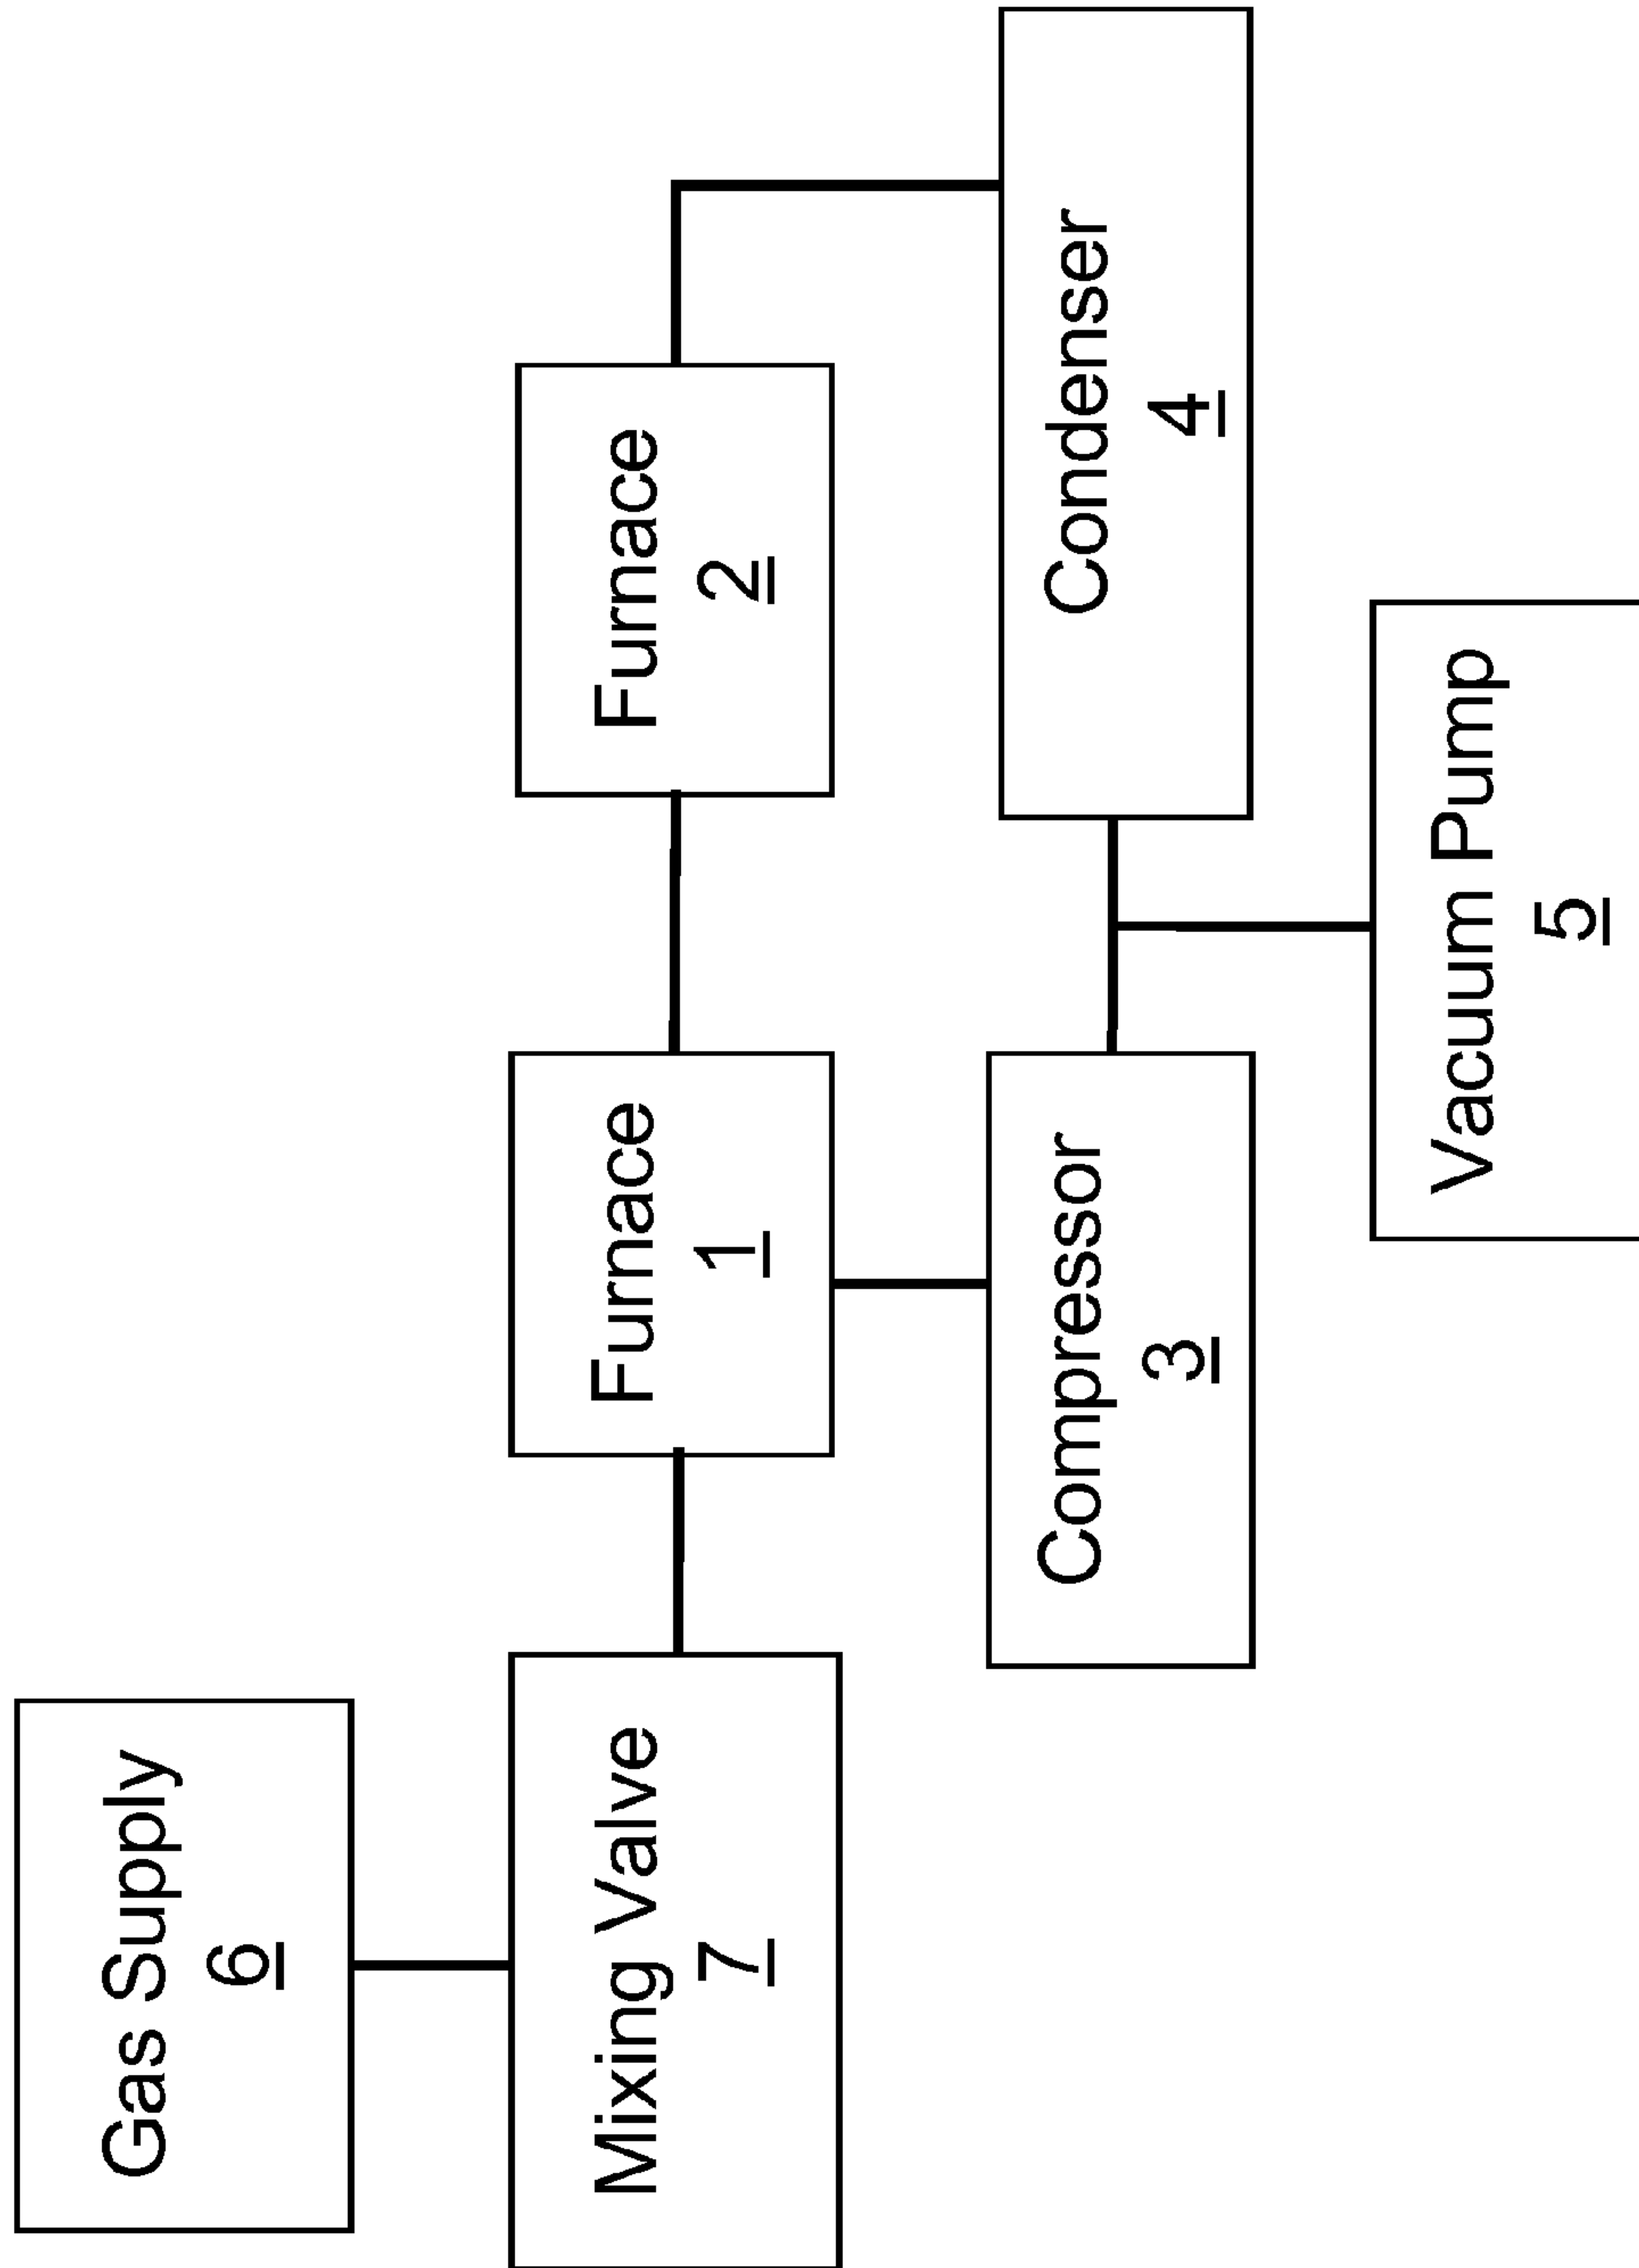 Gas Supply
6
Mixing Valve
7
Furnace
1
Furnace
2
Compressor
3
Condenser
4
Vacuum Pump
5